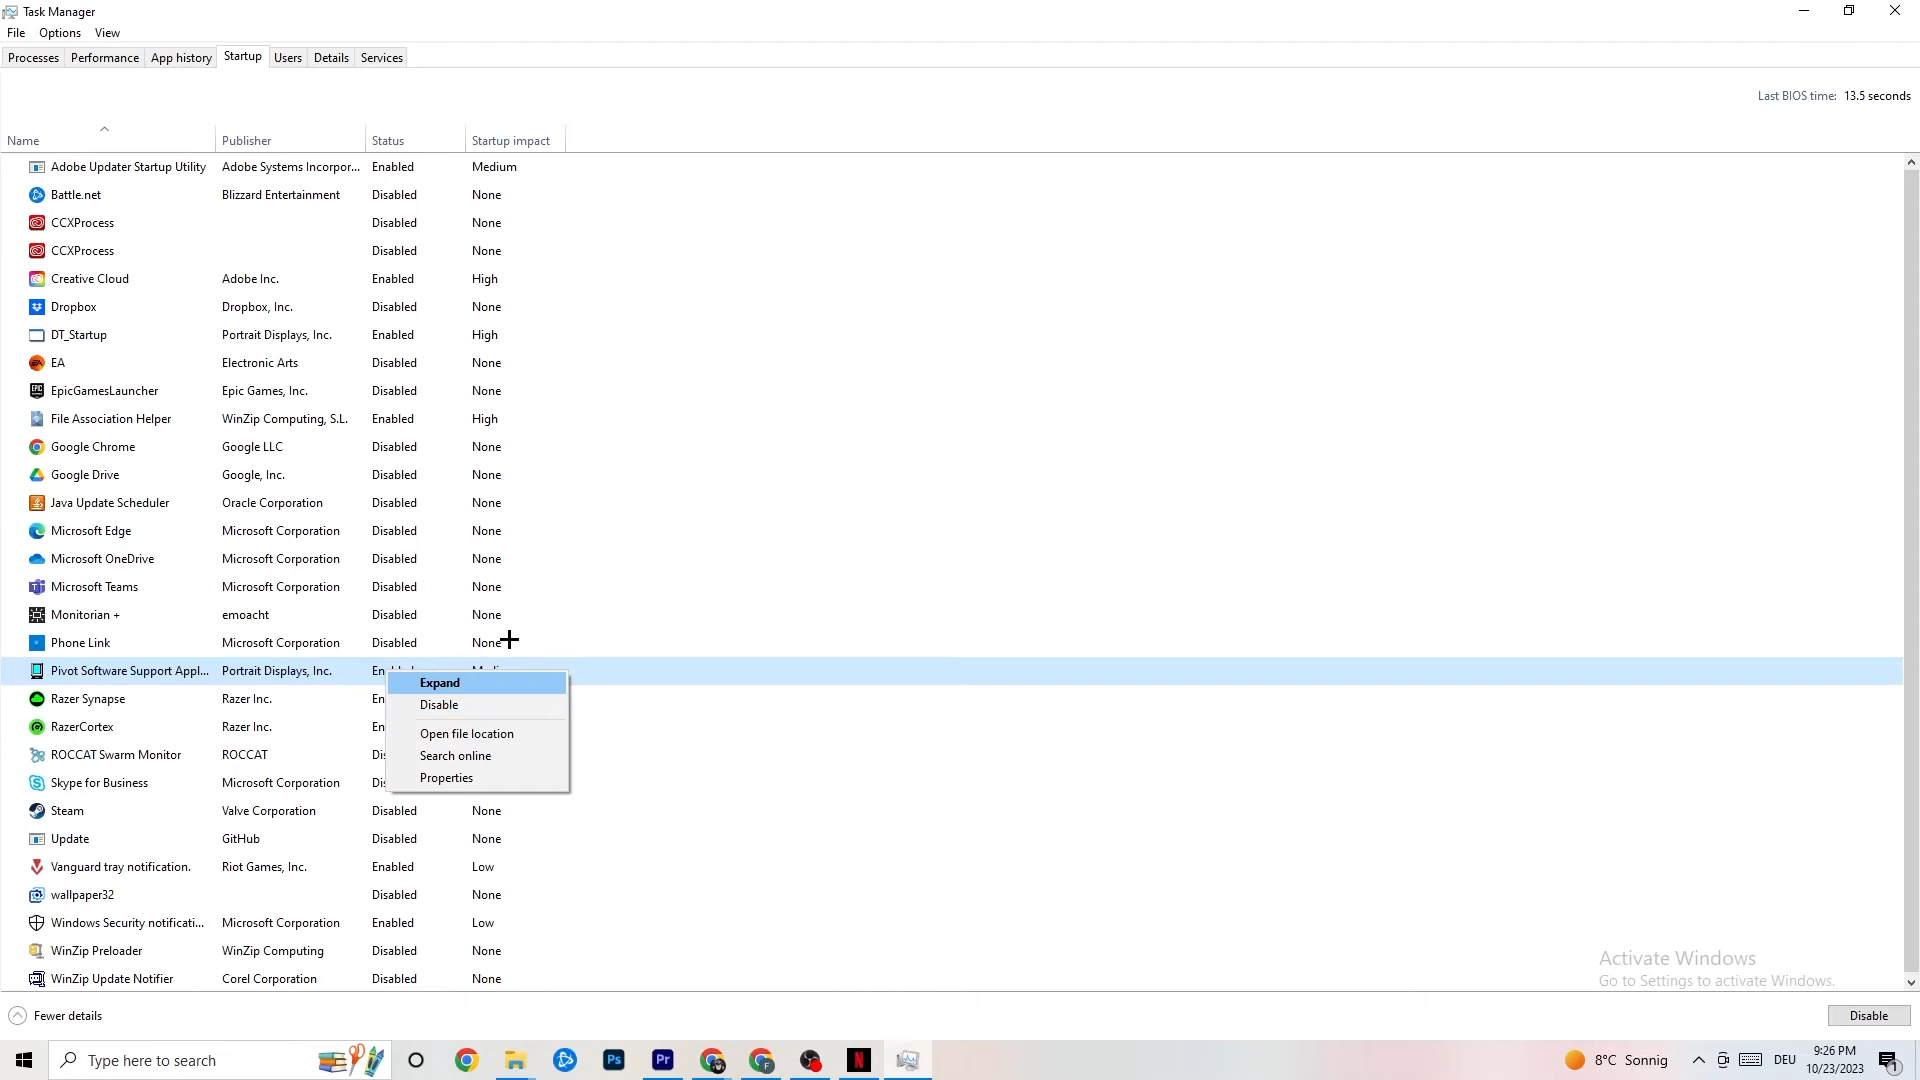 Task Manager
File Options View
Processes Performance App history Startup Users Details Services
Last BIOS time: 13.5 seconds
Name Publisher Status Startup impact
Adobe Updater Startup Utility Adobe Systems Incorpor... Enabled Medium
Battle.net Blizzard Entertainment Disabled None
CCXProcess Disabled None
CCXProcess Disabled None
Creative Cloud Adobe Inc. Enabled High
Dropbox Dropbox, Inc. Disabled None
DT_Startup Portrait Displays, Inc. Enabled High
EA Electronic Arts Disabled None
EpicGamesLauncher Epic Games, Inc. Disabled None
File Association Helper WinZip Computing, S.L. Enabled High
Google Chrome Google LLC Disabled None
Google Drive Google, Inc. Disabled None
Java Update Scheduler Oracle Corporation Disabled None
Microsoft Edge Microsoft Corporation Disabled None
Microsoft OneDrive Microsoft Corporation Disabled None
Microsoft Teams Microsoft Corporation Disabled None
Monitorian + emoacht Disabled None
Phone Link Microsoft Corporation Disabled None
Pivot Software Support Appl... Portrait Displays, Inc.
Expand
Disable
Open file location
Search online
Properties
Razer Synapse Razer Inc. En
RazerCortex Razer Inc. En
ROCCAT Swarm Monitor ROCCAT Dis
Skype for Business Microsoft Corporation Dis
Steam Valve Corporation Disabled None
Update GitHub Disabled None
Vanguard tray notification. Riot Games, Inc. Enabled Low
wallpaper32 Disabled None
Windows Security notificati... Microsoft Corporation Enabled Low
WinZip Preloader WinZip Computing Disabled None
WinZip Update Notifier Corel Corporation Disabled None
Activate Windows
Go to Settings to activate Windows.
Fewer details Disable
Type here to search
Ps Pr F N
8°C Sonnig DEU 9:26 PM
10/23/2023 1